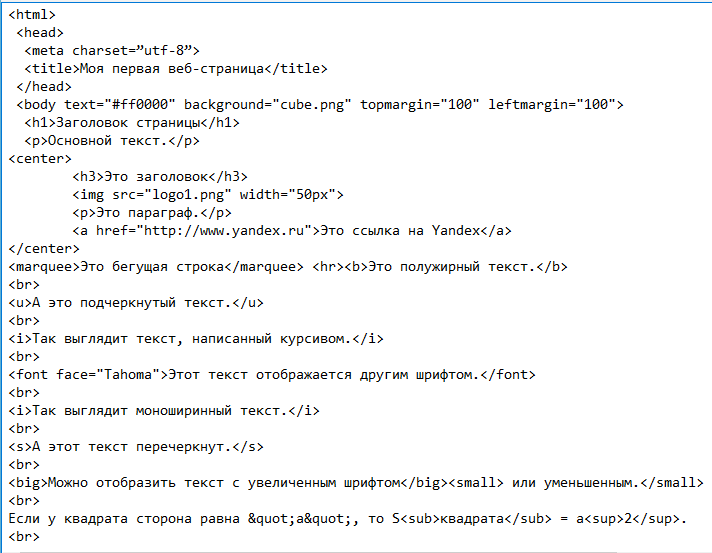 <html>
<head>
<meta charset=”utf-8”>
<title>Моя первая веб-страница</title>
</head>
<body text="#ff0000" background="cube.png" topmargin="100" leftmargin="100">
<h1>Заголовок страницы</h1>
<p>Основной текст.</p>
<center>
<h3>Это заголовок</h3>
<img src="logo1.png" width="50px">
<p>Это параграф.</p>
<a href="http://www.yandex.ru">Это ссылка на Yandex</a>
</center>
<marquee>Это бегущая строка</marquee> <hr><b>Это полужирный текст.</b>
<br>
<u>А это подчеркнутый текст.</u>
<br>
<i>Так выглядит текст, написанный курсивом.</i>
<br>
<font face="Tahoma">Этот текст отображается другим шрифтом.</font>
<br>
<i>Так выглядит моноширинный текст.</i>
<br>
<s>А этот текст перечеркнут.</s>
<br>
<big>Можно отобразить текст с увеличенным шрифтом</big><small> или уменьшенным.</small>
<br>
Если у квадрата сторона равна &quot;a&quot;, то S<sub>квадрата</sub> = a<sup>2</sup>.
<br>